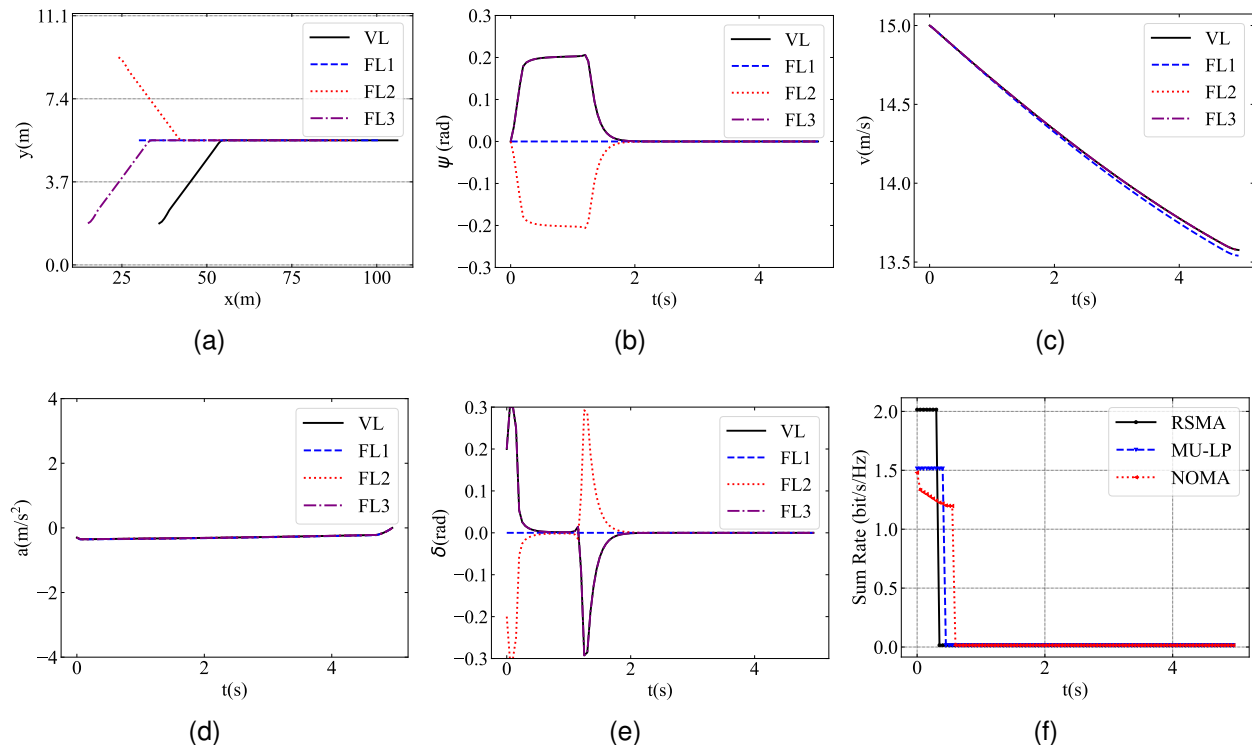 11.1
7.4
3.7
0.0
y(m)
25
50
75
100
x(m)
VL
FL1
FL2
FL3
(a)
0.3
0.2
0.1
0.0
−0.1
−0.2
−0.3
ψ (rad)
0
2
4
t(s)
VL
FL1
FL2
FL3
(b)
15.0
14.5
14.0
13.5
v(m/s)
0
2
4
t(s)
VL
FL1
FL2
FL3
(c)
4
2
0
−2
−4
a(m/s²)
0
2
4
t(s)
VL
FL1
FL2
FL3
(d)
0.3
0.2
0.1
0.0
−0.1
−0.2
−0.3
δ(rad)
0
2
4
t(s)
VL
FL1
FL2
FL3
(e)
2.0
1.5
1.0
0.5
0.0
Sum Rate (bit/s/Hz)
0
2
4
t(s)
RSMA
MU-LP
NOMA
(f)